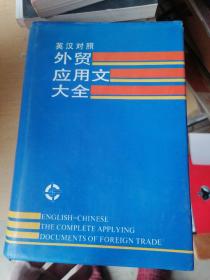 英汉对照
外贸
应用文
大全
ENGLISH-CHINESE
THE COMPLETE APPLYING
DOCUMENTS OF FOREIGN TRADE